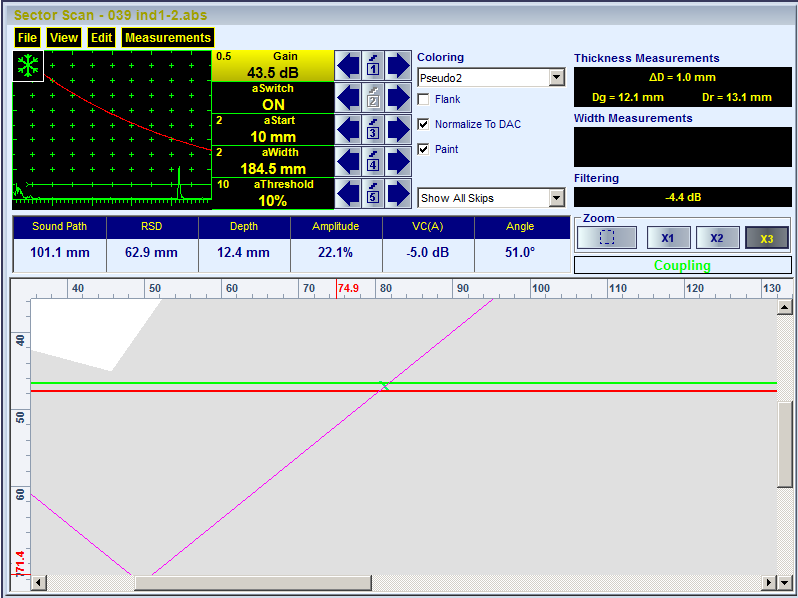 Sector Scan - 039 ind1-2.abs
File View Edit Measurements
0.5 Gain
43.5 dB
1
aSwitch
ON
2
2 aStart
10 mm
3
2 aWidth
184.5 mm
4
10 aThreshold
10%
5
Coloring
Pseudo2
Flank
Normalize To DAC
Paint
Show All Skips
Thickness Measurements
ΔD = 1.0 mm
Dg = 12.1 mm Dr = 13.1 mm
Width Measurements
Filtering
-4.4 dB
Zoom
X1 X2 X3
Coupling
Sound Path RSD Depth Amplitude VC(A) Angle
101.1 mm 62.9 mm 12.4 mm 22.1% -5.0 dB 51.0°
40 50 60 70 74.9 80 90 100 110 120 130
40
50
60
71.4